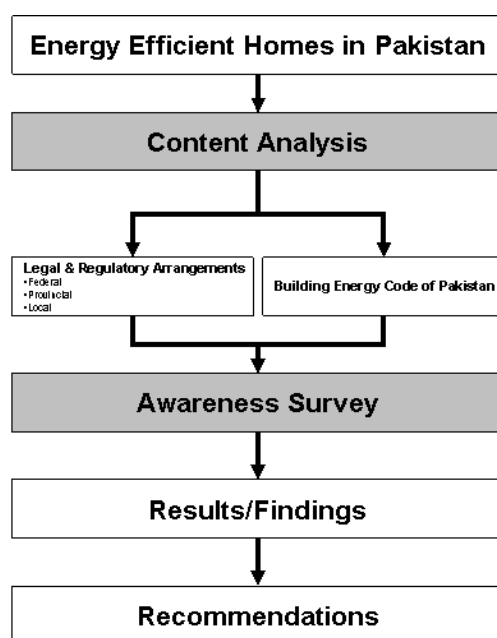 Energy Efficient Homes in Pakistan
Content Analysis
Legal & Regulatory Arrangements
•Federal
•Provincial
•Local
Building Energy Code of Pakistan
Awareness Survey
Results/Findings
Recommendations